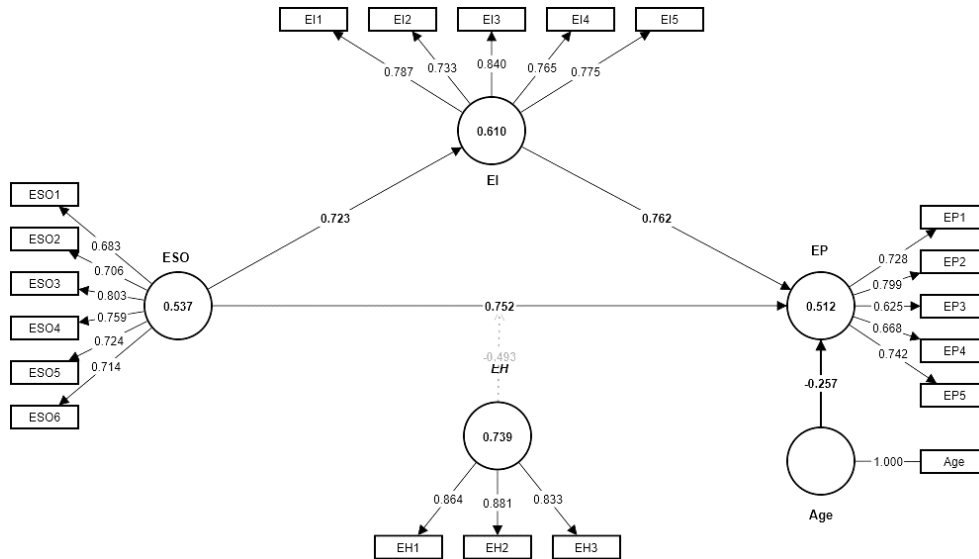 EI1 EI2 EI3 EI4 EI5
0.787 0.733 0.840 0.765 0.775
0.610
EI
ESO1
ESO2
ESO3
ESO4
ESO5
ESO6
0.683
0.706
0.803
0.759
0.724
0.714
ESO
0.537
0.723
0.762
0.752
-0.493
EH
0.739
0.864 0.881 0.833
EH1 EH2 EH3
EP
0.512
0.728
0.799
0.625
0.668
0.742
EP1
EP2
EP3
EP4
EP5
-0.257
1.000 Age
Age